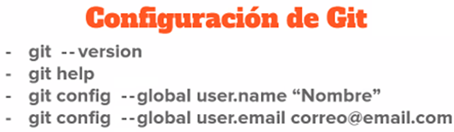 Configuración de Git
- git --version
- git help
- git config --global user.name “Nombre”
- git config --global user.email correo@email.com